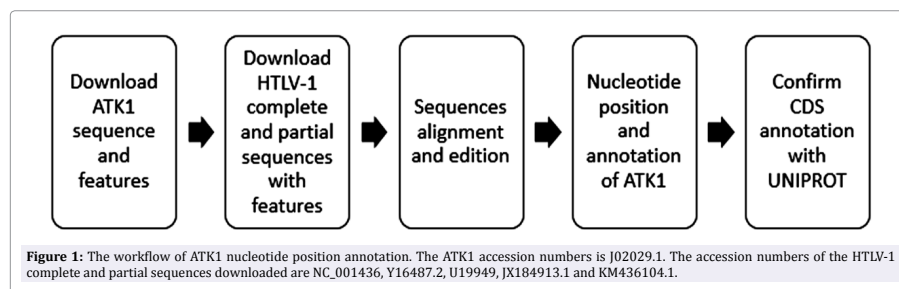 Download
ATK1
sequence
and
features
Download
HTLV-1
complete
and partial
sequences
with
features
Sequences
alignment
and edition
Nucleotide
position
and
annotation
of ATK1
Confirm
CDS
annotation
with
UNIPROT
Figure 1: The workflow of ATK1 nucleotide position annotation. The ATK1 accession numbers is J02029.1. The accession numbers of the HTLV-1
complete and partial sequences downloaded are NC_001436, Y16487.2, U19949, JX184913.1 and KM436104.1.